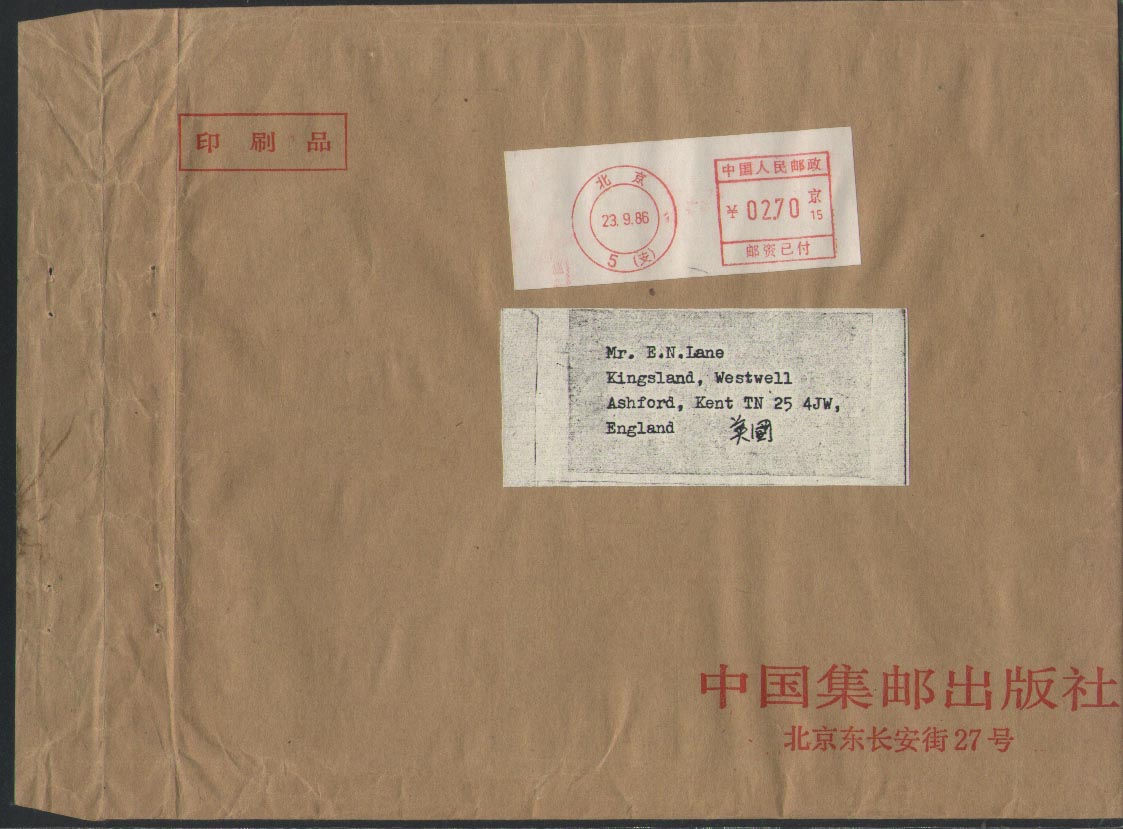 印刷品
北京
23.9.86
5(支)
中国人民邮政
¥ 02.70 京
15
邮资已付
Mr. E.N.Lane
Kingsland, Westwell
Ashford, Kent TN 25 4JW,
England 英國
中国集邮出版社
北京东长安街27号